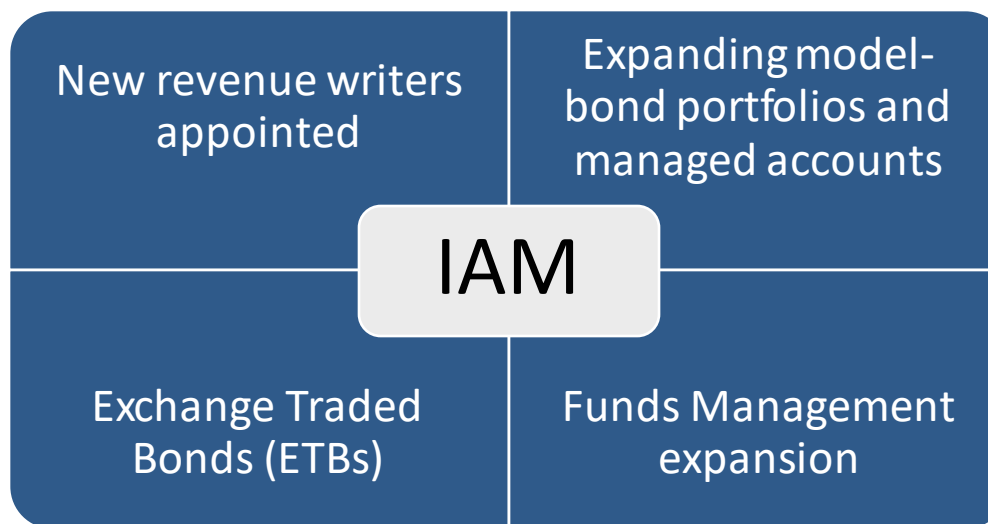 New revenue writers
appointed
Expanding model-
bond portfolios and
managed accounts
IAM
Exchange Traded
Bonds (ETBs)
Funds Management
expansion